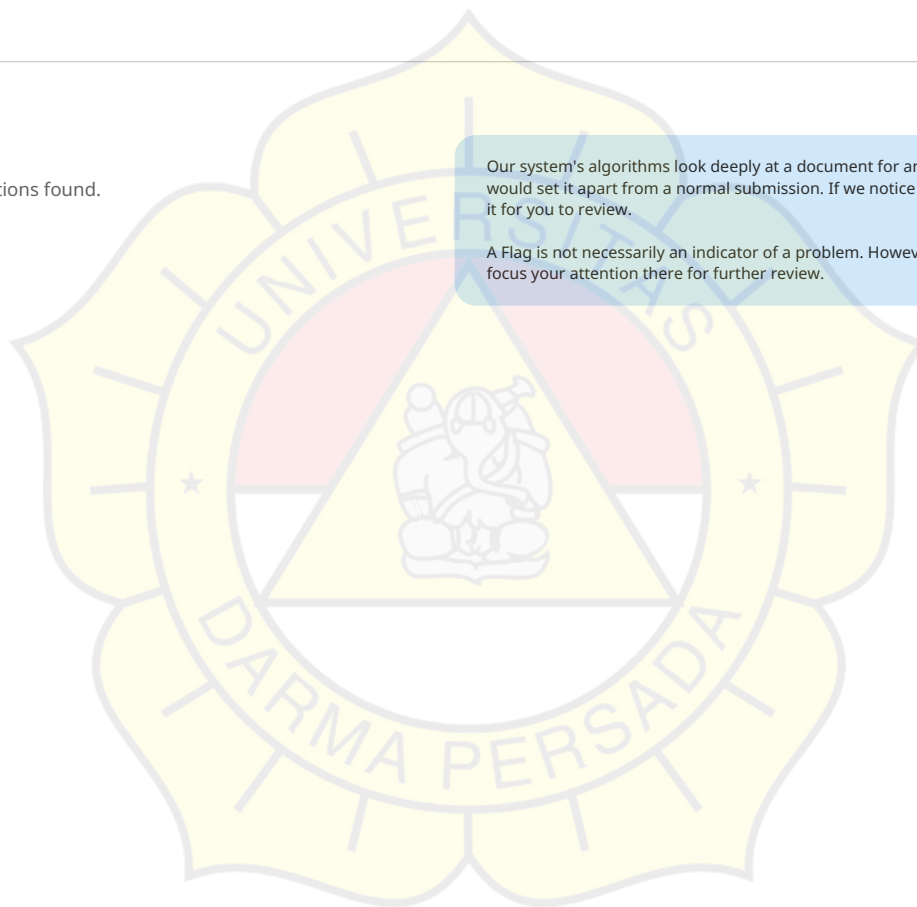 tions found.
Our system's algorithms look deeply at a document for an
would set it apart from a normal submission. If we notice
it for you to review.
A Flag is not necessarily an indicator of a problem. Howev
focus your attention there for further review.
UNIVERSITAS
DARMA PERSADA